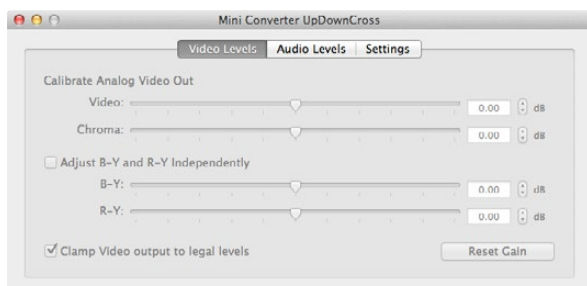 Mini Converter UpDownCross
Video Levels Audio Levels Settings
Calibrate Analog Video Out
Video: 0.00 dB
Chroma: 0.00 dB
Adjust B-Y and R-Y Independently
B-Y: 0.00 dB
R-Y: 0.00 dB
Clamp Video output to legal levels Reset Gain